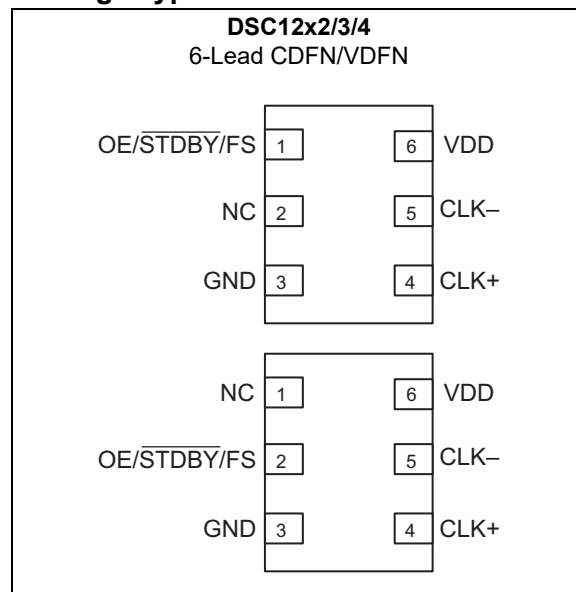 DSC12x2/3/4
6-Lead CDFN/VDFN
OE/STDBY/FS 1 6 VDD
NC 2 5 CLK–
GND 3 4 CLK+
NC 1 6 VDD
OE/STDBY/FS 2 5 CLK–
GND 3 4 CLK+